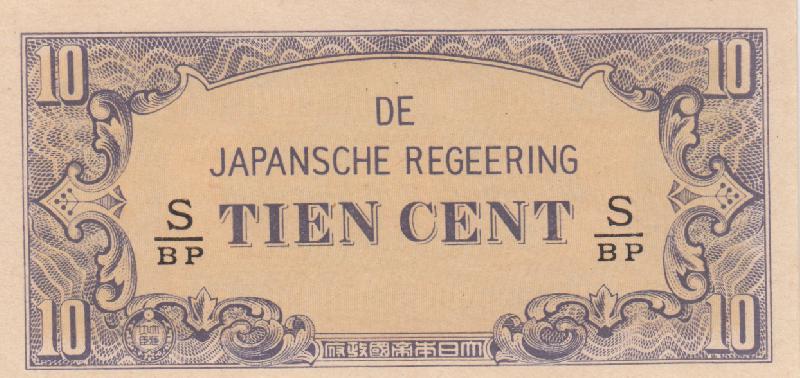 10 10
DE
JAPANSCHE REGEERING
S/BP TIEN CENT S/BP
10 10
大日本帝國政府